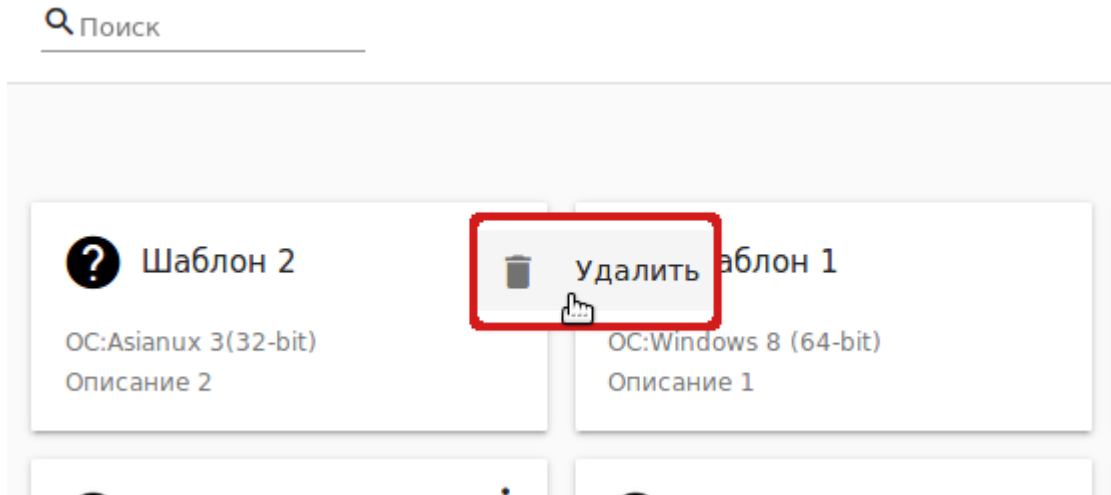 Поиск
Шаблон 2
Удалить
аблон 1
ОС:Asianux 3(32-bit)
Описание 2
ОС:Windows 8 (64-bit)
Описание 1